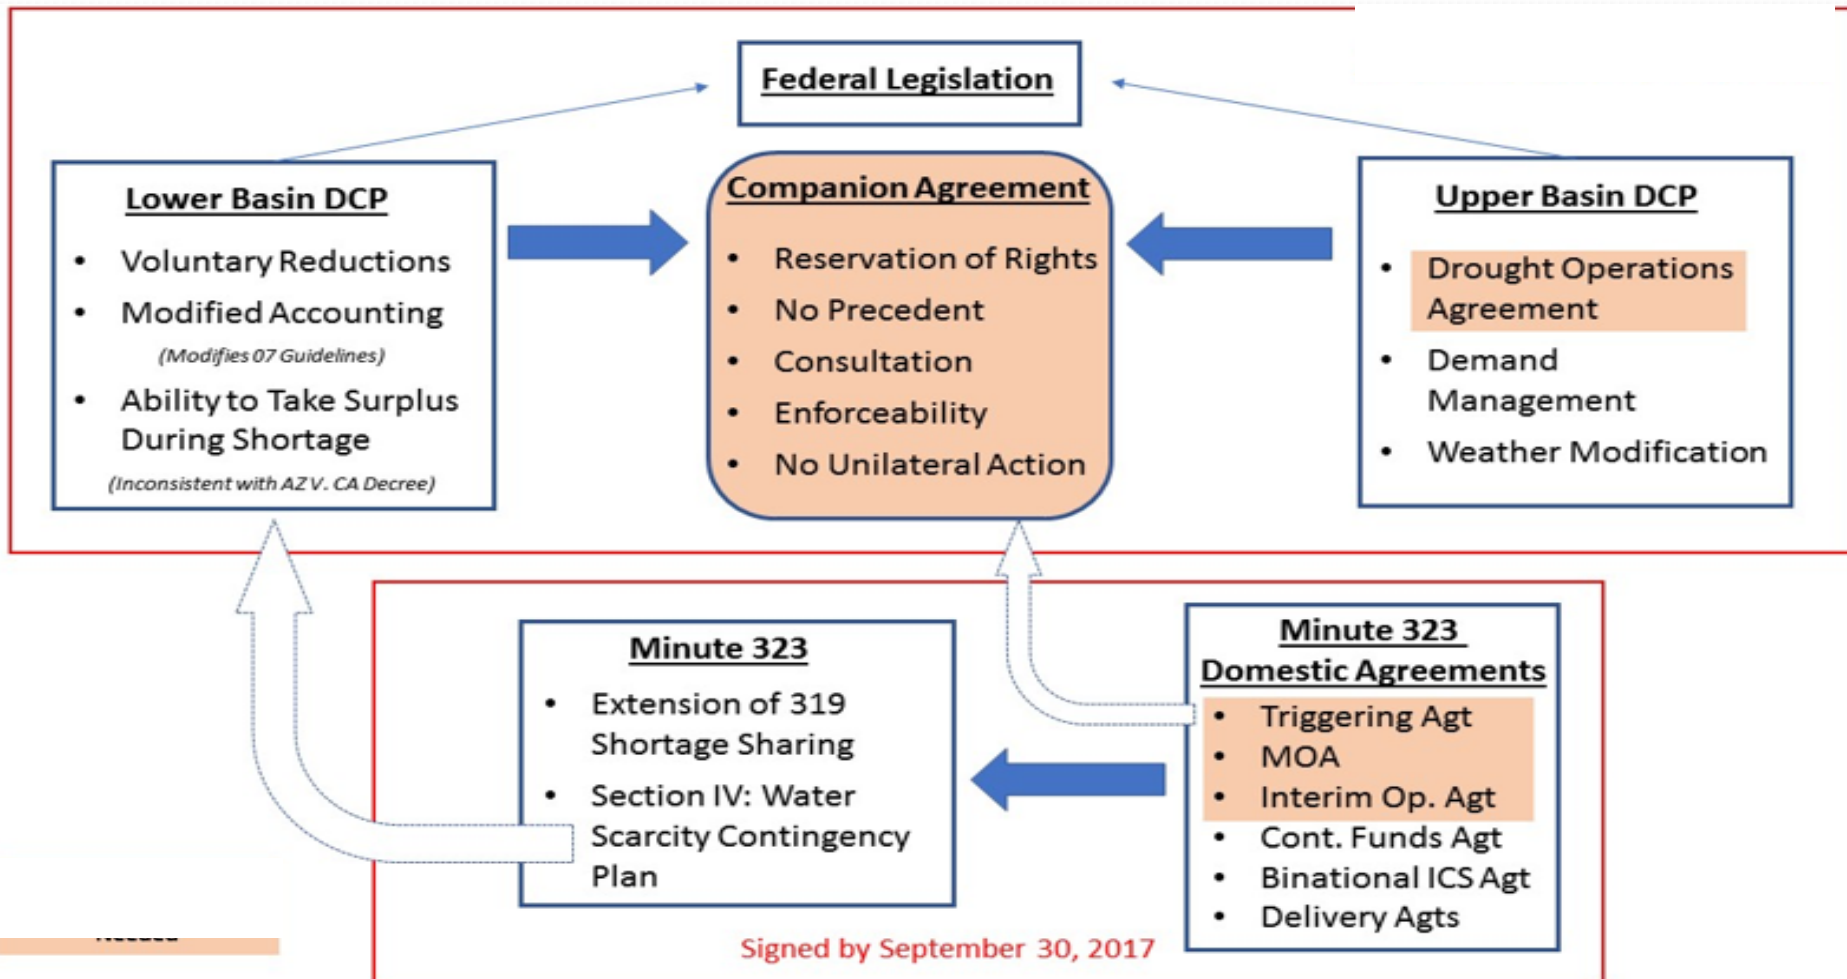 Federal Legislation
Lower Basin DCP
• Voluntary Reductions
• Modified Accounting
(Modifies 07 Guidelines)
• Ability to Take Surplus
During Shortage
(Inconsistent with AZ V. CA Decree)
Companion Agreement
• Reservation of Rights
• No Precedent
• Consultation
• Enforceability
• No Unilateral Action
Upper Basin DCP
• Drought Operations
Agreement
• Demand
Management
• Weather Modification
Minute 323
• Extension of 319
Shortage Sharing
• Section IV: Water
Scarcity Contingency
Plan
Minute 323
Domestic Agreements
• Triggering Agt
• MOA
• Interim Op. Agt
• Cont. Funds Agt
• Binational ICS Agt
• Delivery Agts
Signed by September 30, 2017